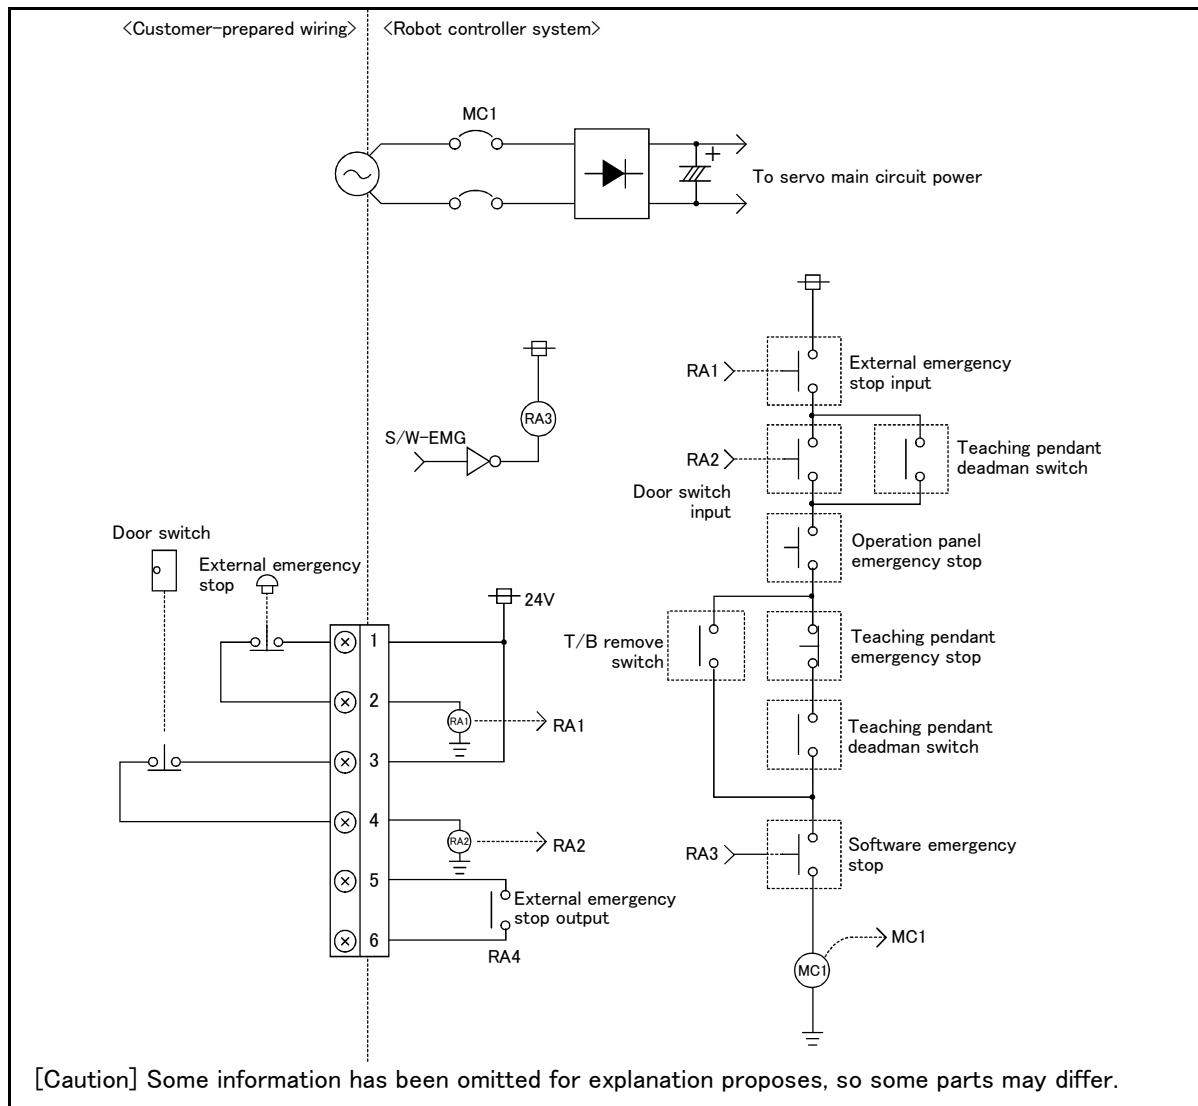 <Customer-prepared wiring>
<Robot controller system>
MC1
+
To servo main circuit power
RA1
External emergency
stop input
RA3
S/W-EMG
RA2
Door switch
input
Teaching pendant
deadman switch
Operation panel
emergency stop
Door switch
External emergency
stop
24V
T/B remove
switch
Teaching pendant
emergency stop
1
2
RA1
RA1
Teaching pendant
deadman switch
3
4
RA2
RA2
RA3
Software emergency
stop
5
External emergency
stop output
6
RA4
MC1
MC1
[Caution] Some information has been omitted for explanation proposes, so some parts may differ.